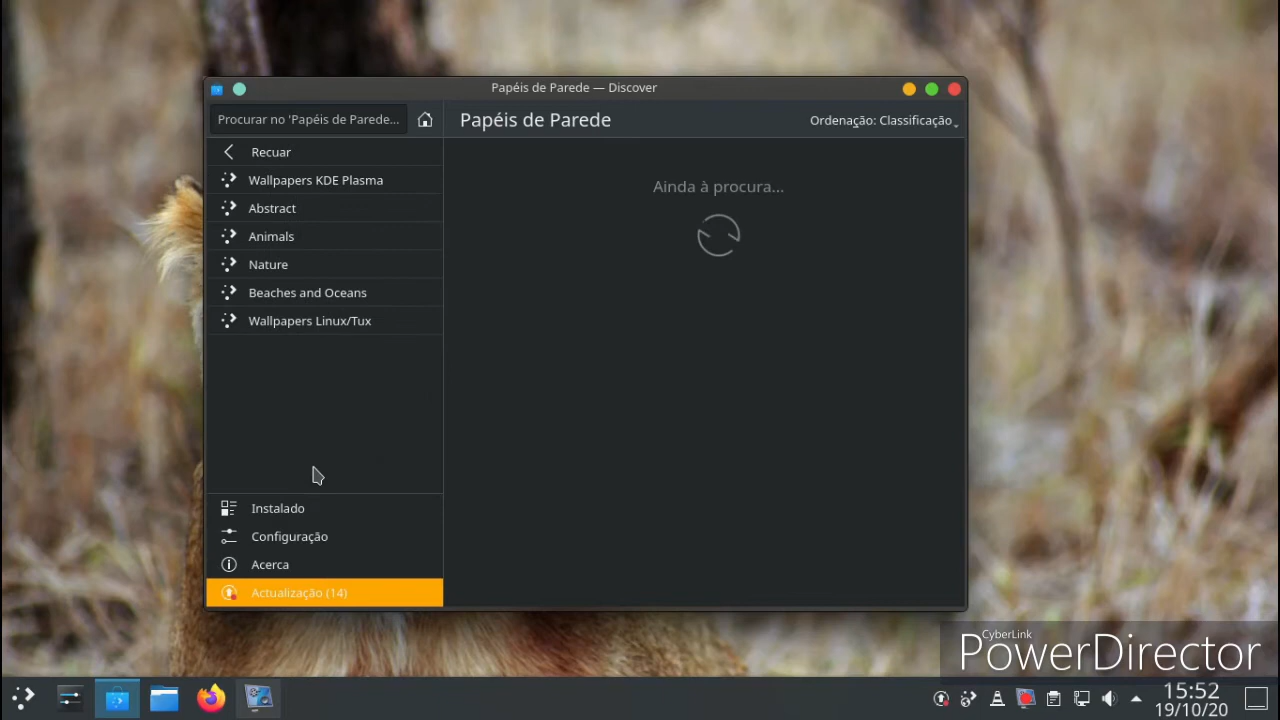 Papéis de Parede — Discover
Procurar no 'Papéis de Parede...
Papéis de Parede
Ordenação: Classificação
Recuar
Wallpapers KDE Plasma
Abstract
Animals
Nature
Beaches and Oceans
Wallpapers Linux/Tux
Ainda à procura...
Instalado
Configuração
Acerca
Actualização (14)
CyberLink
PowerDirector
15:52
19/10/20